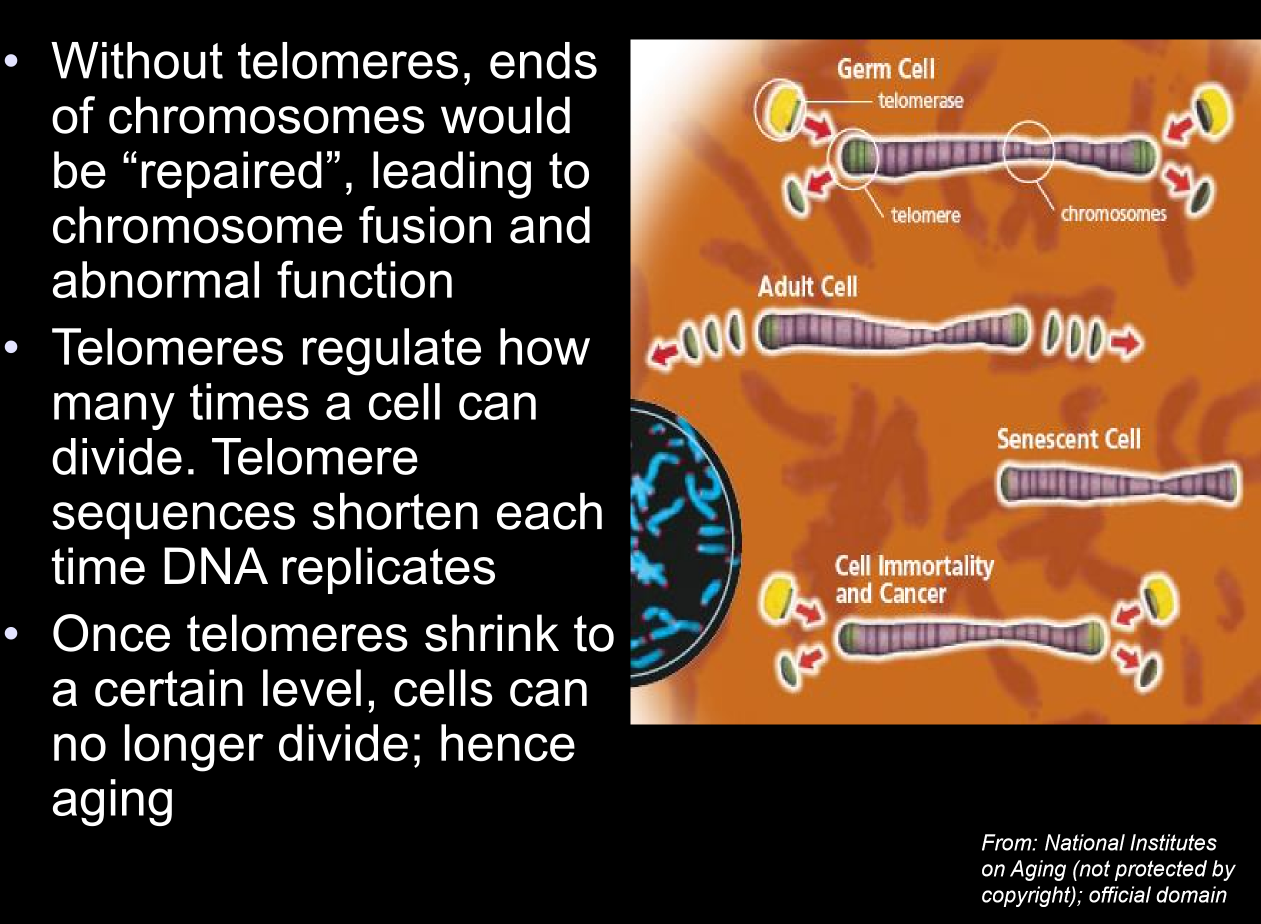 • Without telomeres, ends
of chromosomes would
be “repaired”, leading to
chromosome fusion and
abnormal function
• Telomeres regulate how
many times a cell can
divide. Telomere
sequences shorten each
time DNA replicates
• Once telomeres shrink to
a certain level, cells can
no longer divide; hence
aging
Germ Cell
telomerase
telomere
chromosomes
Adult Cell
Senescent Cell
Cell Immortality
and Cancer
From: National Institutes
on Aging (not protected by
copyright); official domain